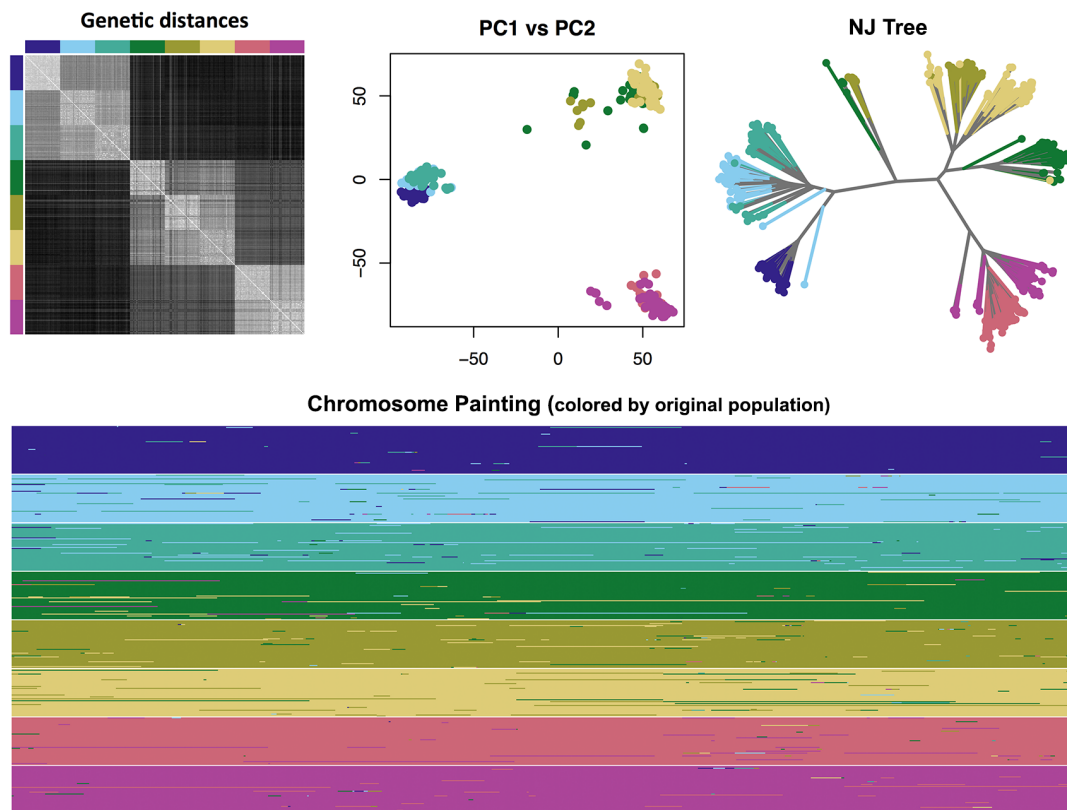 Genetic distances
PC1 vs PC2
NJ Tree
50
0
−50
−50
0
50
Chromosome Painting (colored by original population)